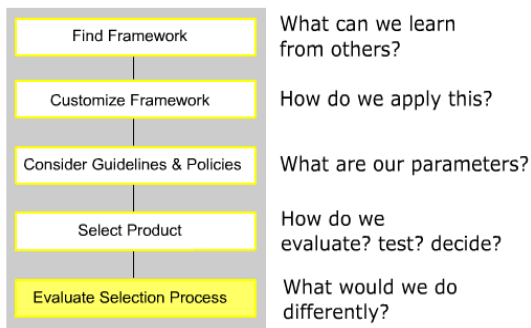 Find Framework
What can we learn
from others?
Customize Framework
How do we apply this?
Consider Guidelines & Policies
What are our parameters?
Select Product
How do we
evaluate? test? decide?
Evaluate Selection Process
What would we do
differently?